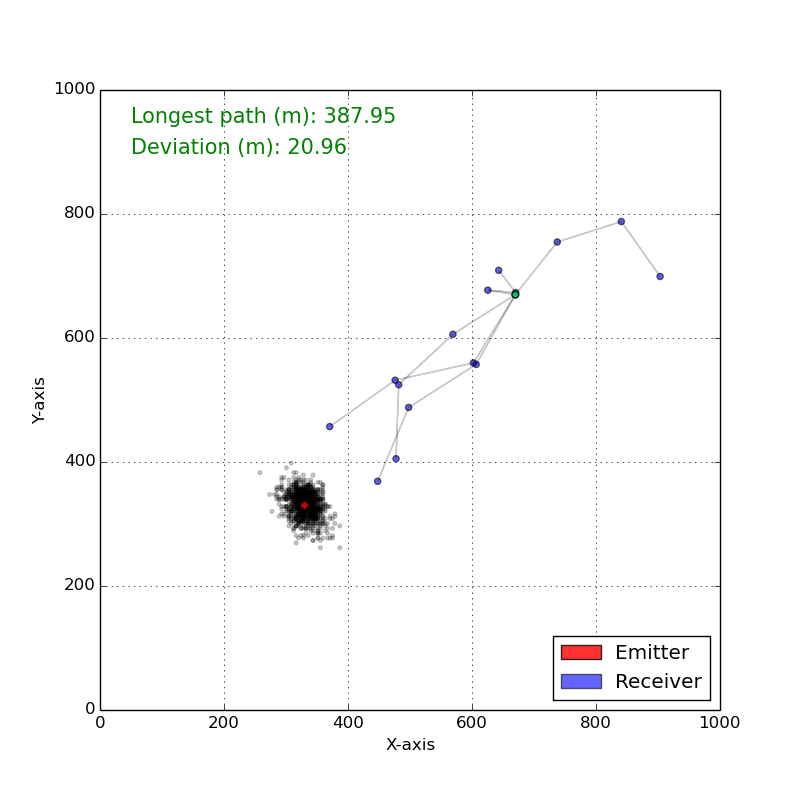 1000
Longest path (m): 387.95
Deviation (m): 20.96
800
600
Y-axis
400
200
Emitter
Receiver
0
0 200 400 600 800 1000
X-axis